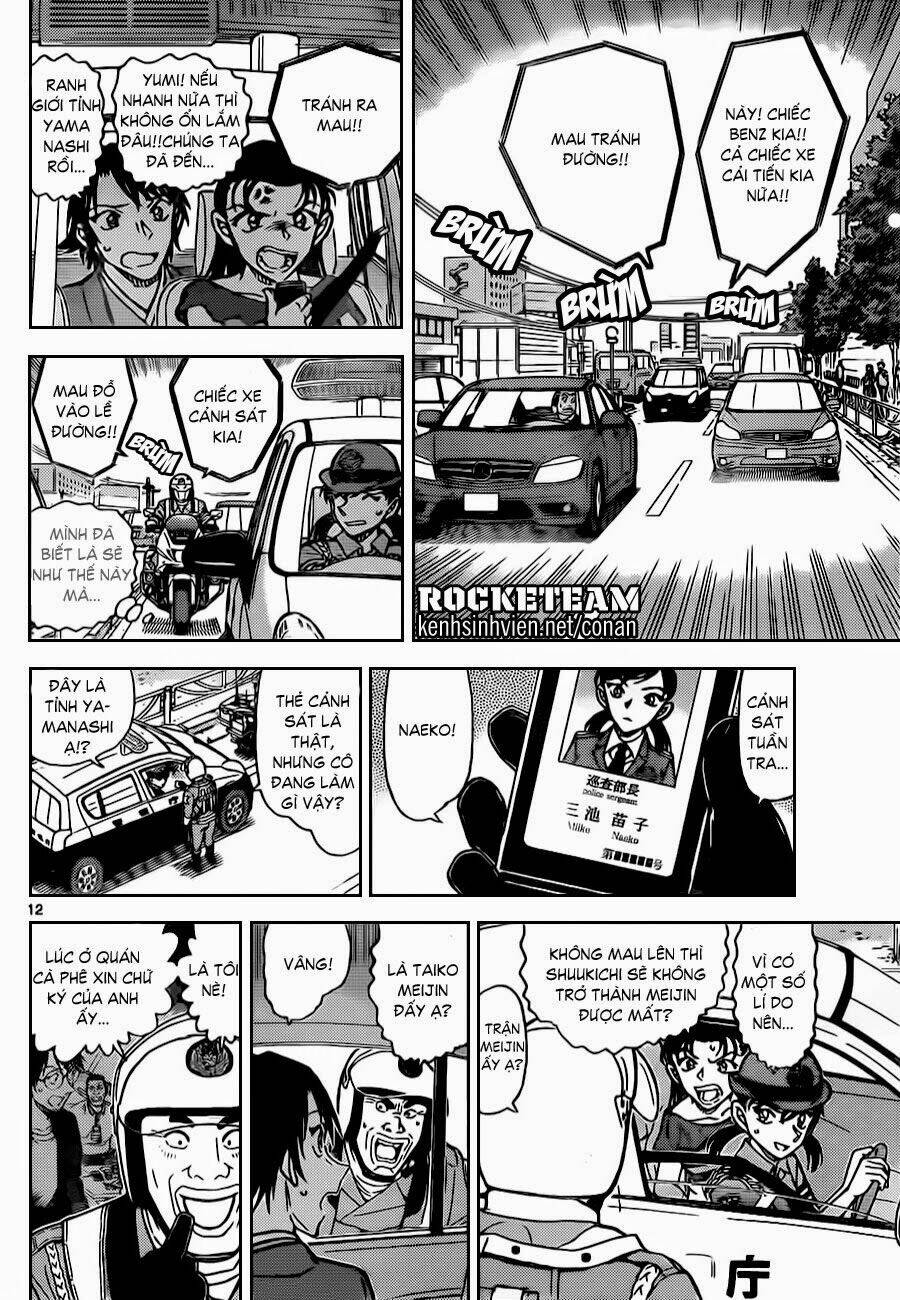 NÀY! CHIẾC
BENZ KIA!!
CẢ CHIẾC XE
CẢI TIẾN KIA
NỮA!!
MAU TRÁNH
ĐƯỜNG!!
BRỪM
BRÙM
BRÙM
TRÁNH RA
MAU!!
YUMI! NẾU
NHANH NỮA THÌ
KHÔNG ỔN LẮM
ĐÂU!!CHÚNG TA
ĐÃ ĐẾN...
RANH
GIỚI TỈNH
YAMA
NASHI
RỒI...
CHIẾC XE
CẢNH SÁT
KIA!
MAU ĐỖ
VÀO LỀ
ĐƯỜNG!!
BRÙM
MÌNH ĐÃ
BIẾT LÀ SẼ
NHƯ THẾ NÀY
MÀ...
ROCKETEAM
kenhsinhvien.net/conan
CẢNH
SÁT
TUẦN
TRA...
NAEKO!
巡査部長
police sergeant
三池 苗子
Miike Naeko
第■■■■■号
THẺ CẢNH
SÁT LÀ
THẬT,
NHƯNG CÔ
ĐANG LÀM
GÌ VẬY?
ĐÂY LÀ
TỈNH YA-
MANASHI
Ạ!?
12
VÌ CÓ
MỘT SỐ
LÍ DO
NÊN...
KHÔNG MAU LÊN THÌ
SHUUKICHI SẼ KHÔNG
TRỞ THÀNH MEIJIN
ĐƯỢC MẤT?
TRẬN
MEIJIN
ẤY Ạ?
LÀ TAIKO
MEIJIN
ĐẤY Ạ?
VÂNG!
LÀ TÔI
NÈ!
LÚC Ở QUÁN
CÀ PHÊ XIN CHỮ
KÝ CỦA ANH
ẤY...
庁